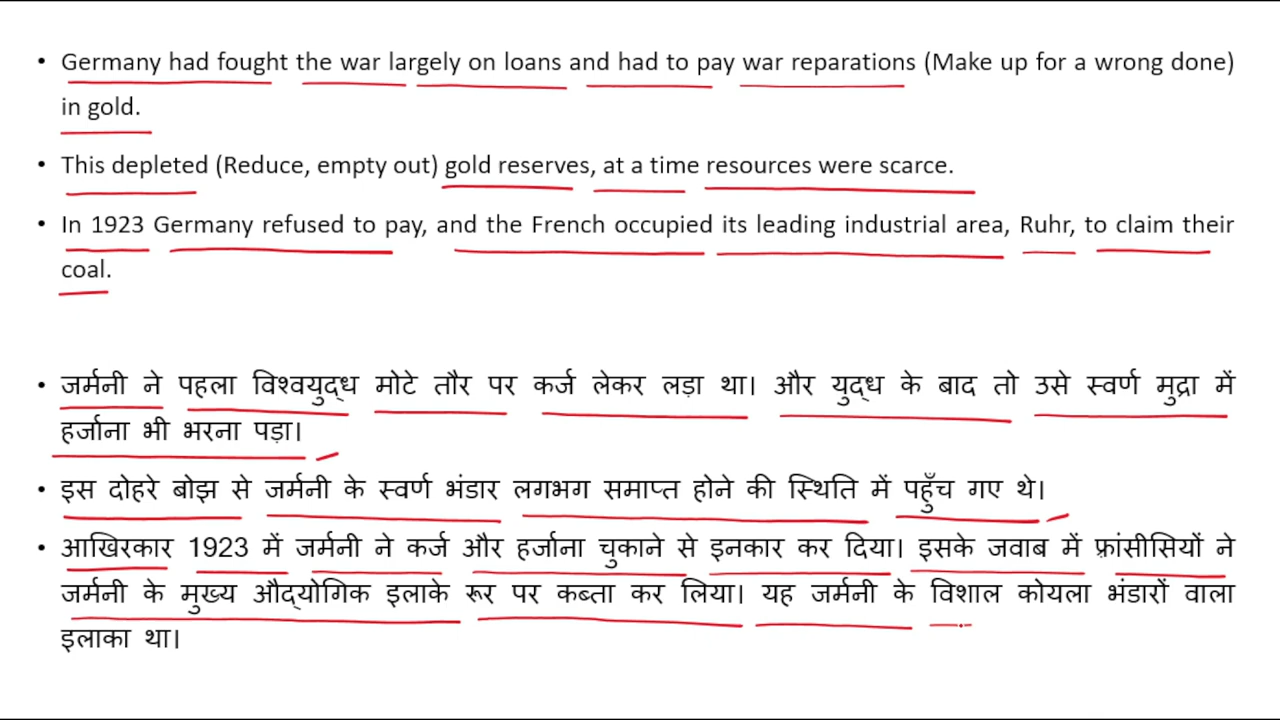 • Germany had fought the war largely on loans and had to pay war reparations (Make up for a wrong done)
in gold.
• This depleted (Reduce, empty out) gold reserves, at a time resources were scarce.
• In 1923 Germany refused to pay, and the French occupied its leading industrial area, Ruhr, to claim their
coal.
• जर्मनी ने पहला विश्वयुद्ध मोटे तौर पर कर्ज लेकर लड़ा था। और युद्ध के बाद तो उसे स्वर्ण मुद्रा में
हर्जाना भी भरना पड़ा।
• इस दोहरे बोझ से जर्मनी के स्वर्ण भंडार लगभग समाप्त होने की स्थिति में पहुँच गए थे।
• आखिरकार 1923 में जर्मनी ने कर्ज और हर्जाना चुकाने से इनकार कर दिया। इसके जवाब में फ़्रांसीसियों ने
जर्मनी के मुख्य औद्योगिक इलाके रूर पर कब्ता कर लिया। यह जर्मनी के विशाल कोयला भंडारों वाला
इलाका था।